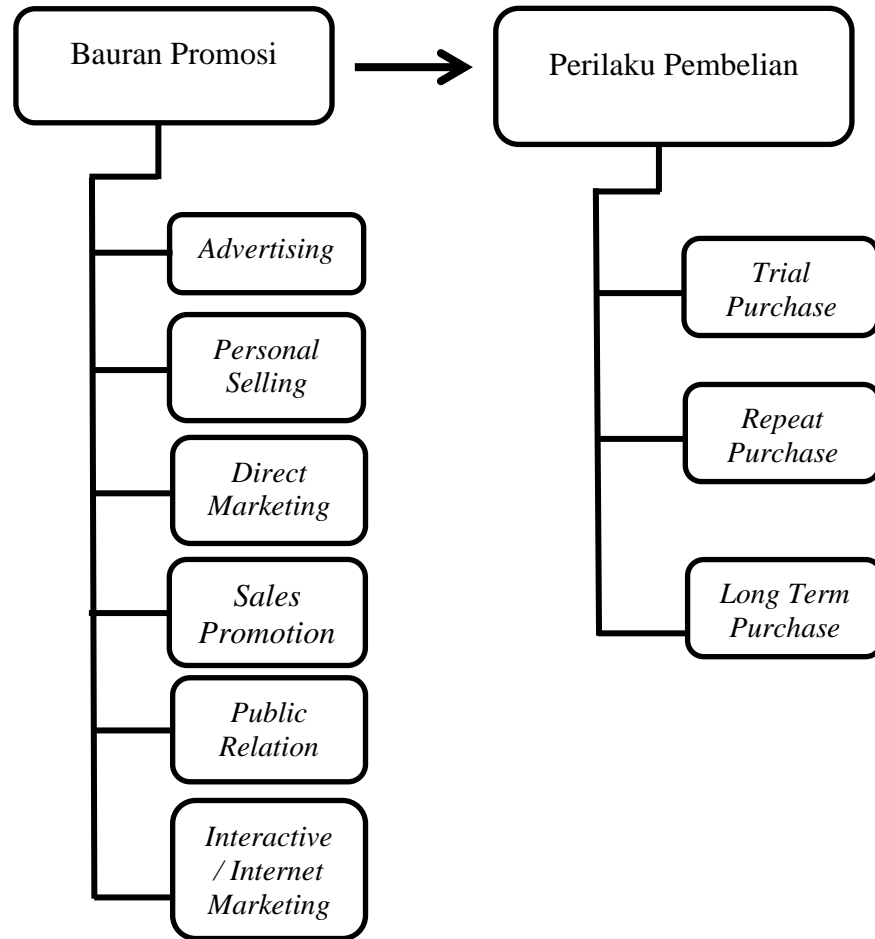 Bauran Promosi
Perilaku Pembelian
Advertising
Personal
Selling
Direct
Marketing
Sales
Promotion
Public
Relation
Interactive
/ Internet
Marketing
Trial
Purchase
Repeat
Purchase
Long Term
Purchase